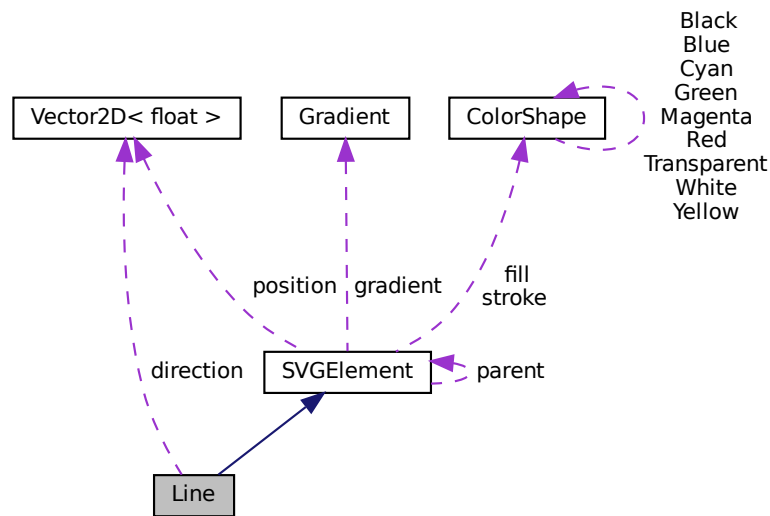 Black
Blue
Cyan
Green
Magenta
Red
Transparent
White
Yellow
Vector2D< float >
Gradient
ColorShape
position
gradient
fill
stroke
direction
SVGElement
parent
Line